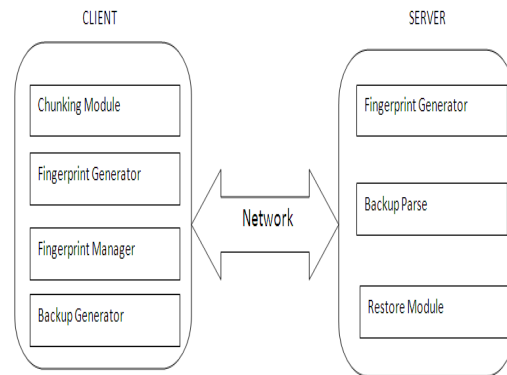 CLIENT
SERVER
Chunking Module
Fingerprint Generator
Fingerprint Manager
Backup Generator
Network
Fingerprint Generator
Backup Parse
Restore Module